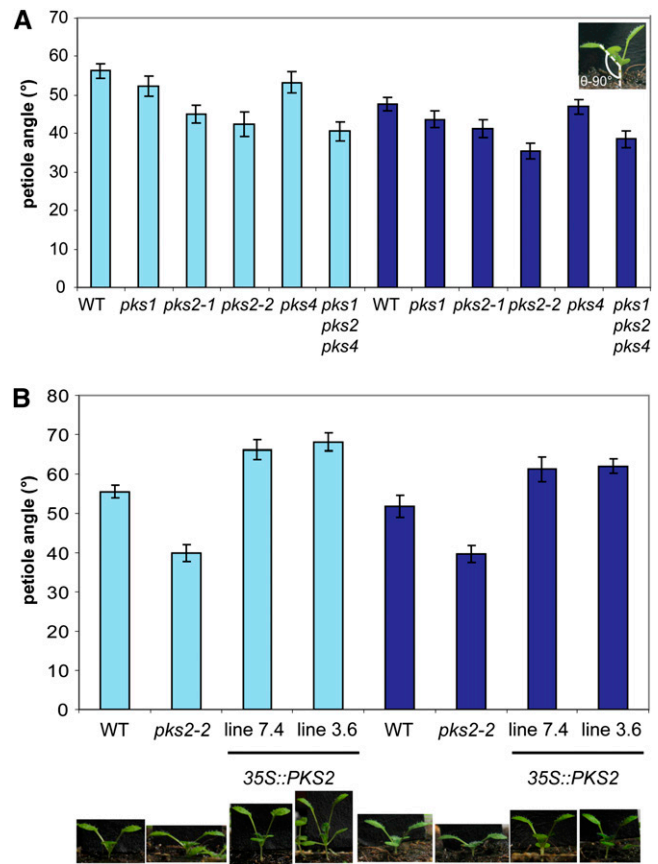 A
petiole angle (°)
70
60
50
40
30
20
10
0
θ-90°
WT pks1 pks2-1 pks2-2 pks4 pks1 WT pks1 pks2-1 pks2-2 pks4 pks1
pks2 pks2
pks4 pks4
B
petiole angle (°)
80
70
60
50
40
30
20
10
0
WT pks2-2 line 7.4 line 3.6 WT pks2-2 line 7.4 line 3.6
35S::PKS2 35S::PKS2